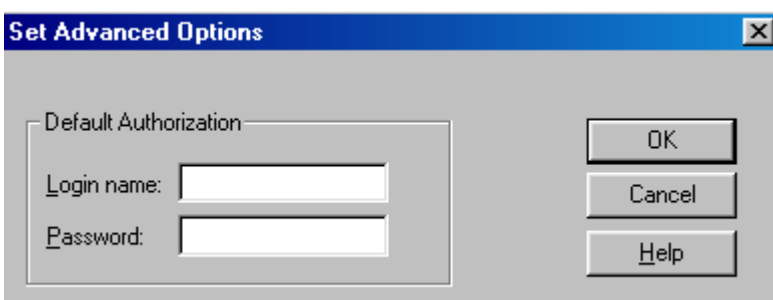 Set Advanced Options
Default Authorization
OK
Login name:
Cancel
Password:
Help